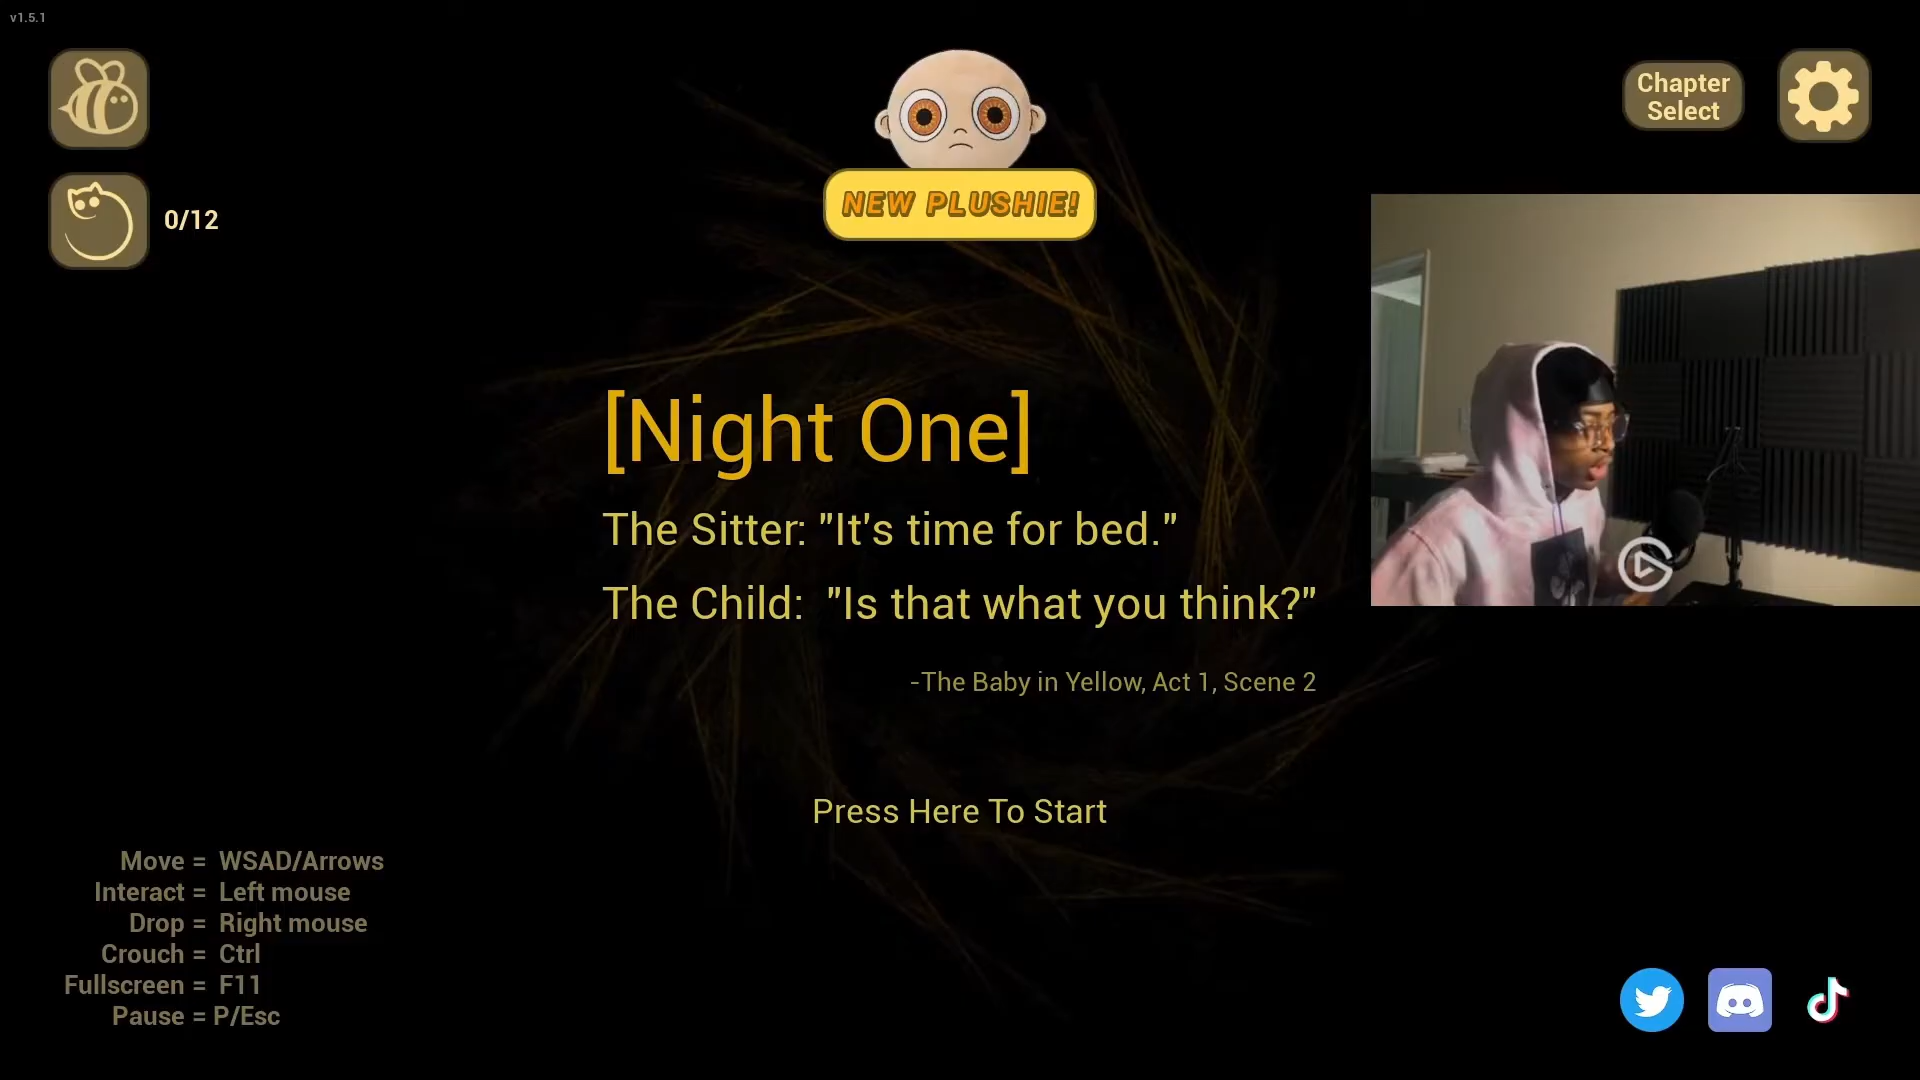 v1.5.1
Chapter
Select
NEW PLUSHIE!
0/12
[Night One]
The Sitter: "It's time for bed."
The Child:  "Is that what you think?"
-The Baby in Yellow, Act 1, Scene 2
Press Here To Start
Move = WSAD/Arrows
Interact = Left mouse
Drop = Right mouse
Crouch = Ctrl
Fullscreen = F11
Pause = P/Esc